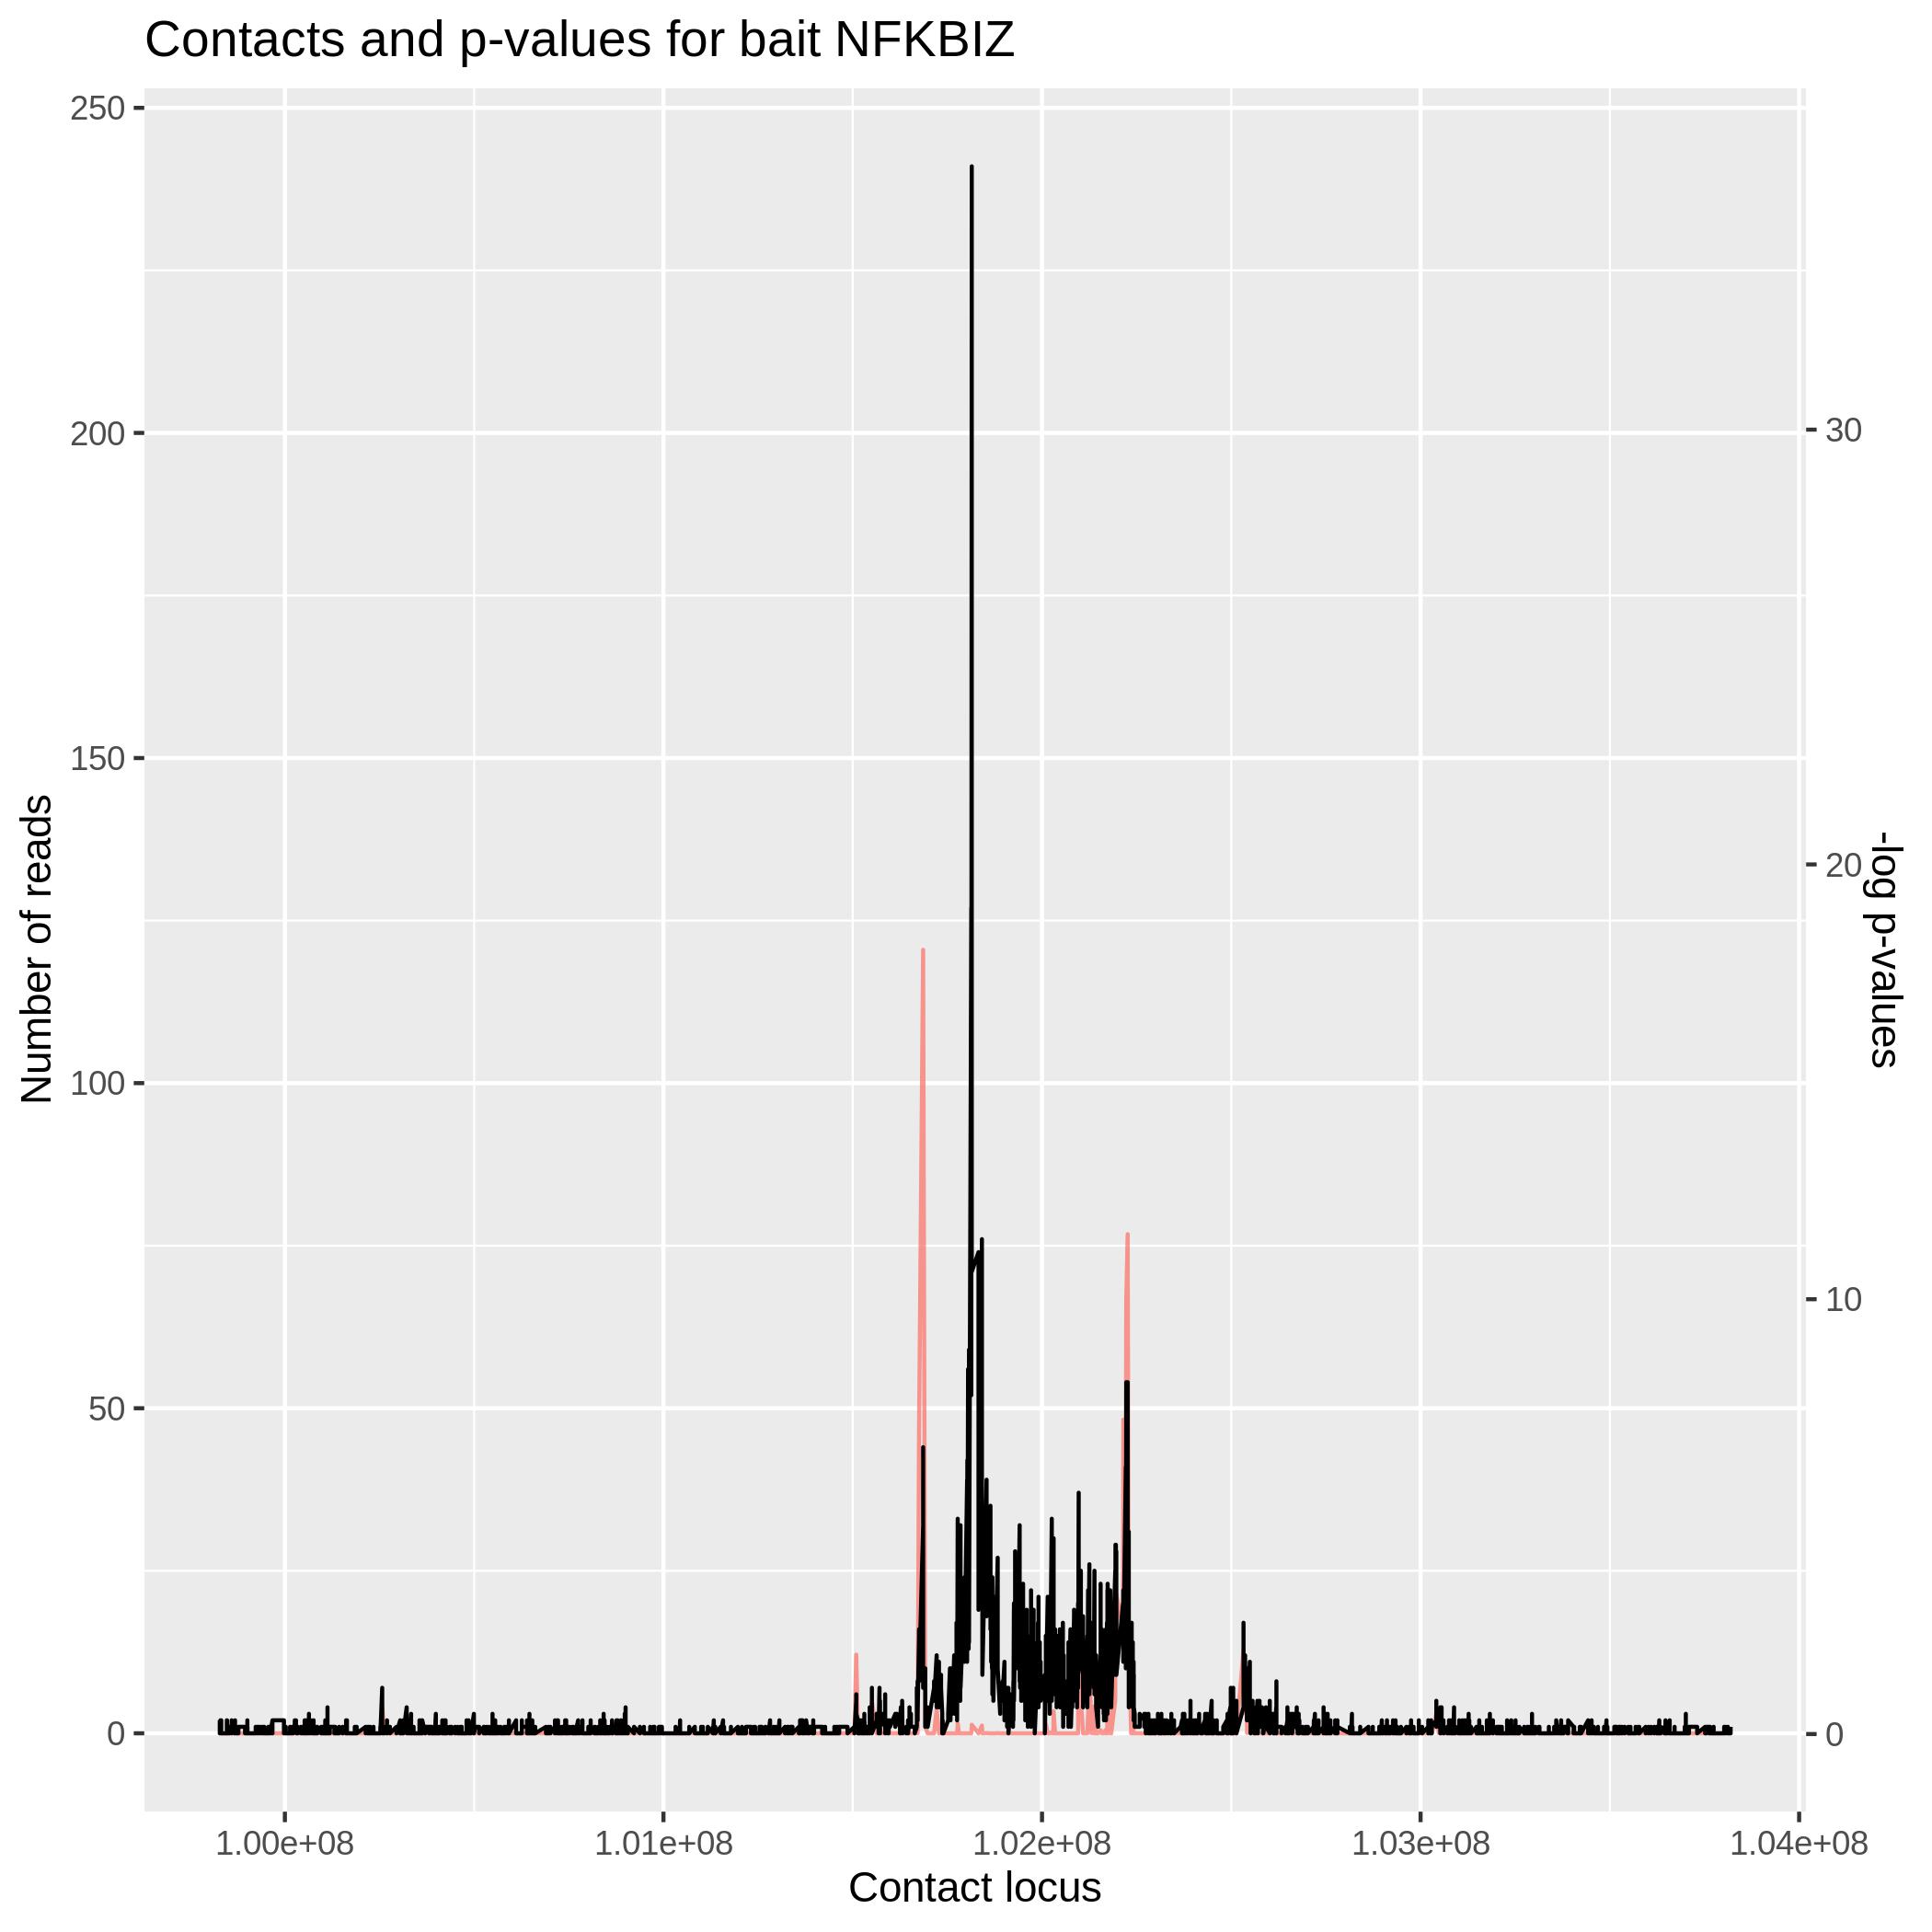 Contacts and p-values for bait NFKBIZ
250
200
150
100
50
0
Number of reads
30
20
10
0
-log p-values
1.00e+08
1.01e+08
1.02e+08
1.03e+08
1.04e+08
Contact locus